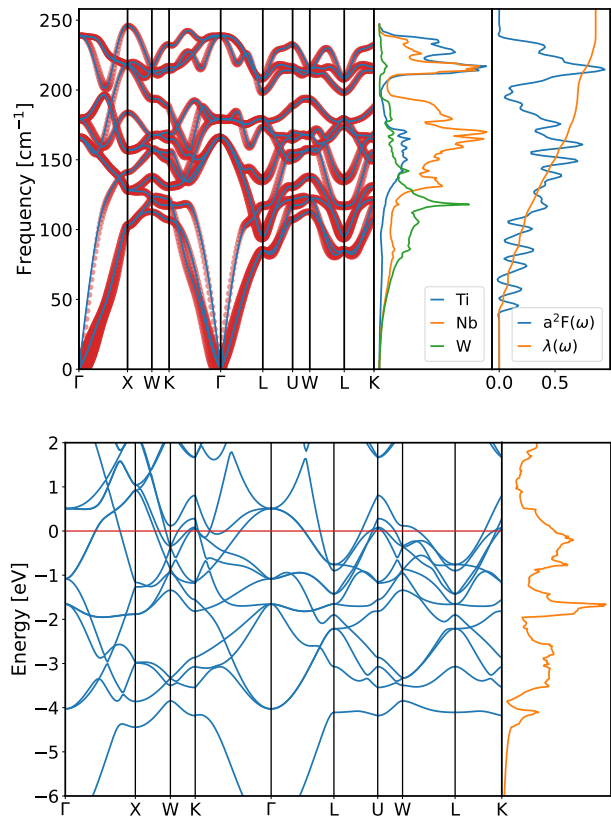 Frequency [cm⁻¹]
250
200
150
100
50
0
Γ X W K Γ L U W L K
Ti
Nb
W
a²F(ω)
λ(ω)
0.0 0.5
Energy [eV]
2
1
0
−1
−2
−3
−4
−5
−6
Γ X W K Γ L U W L K